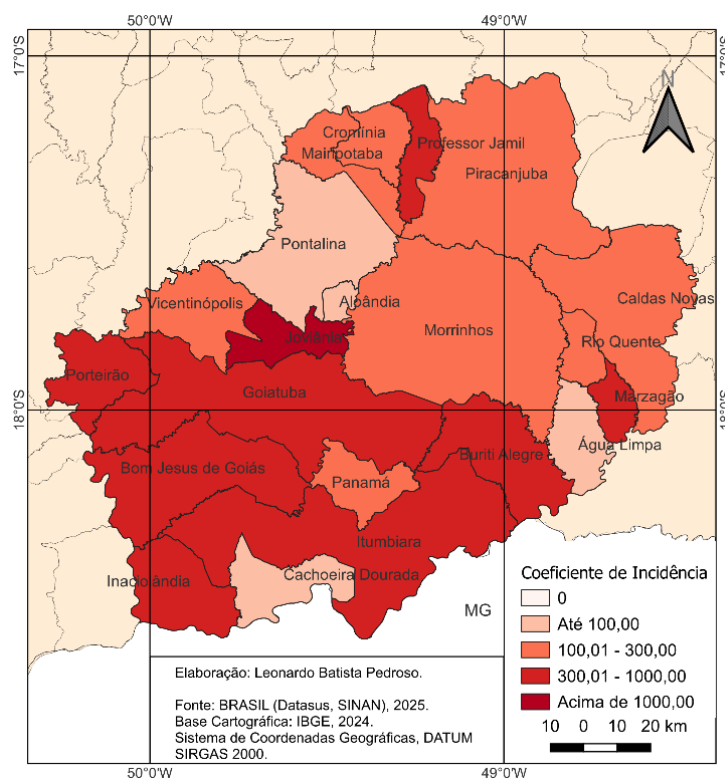 50°0'W 49°0'W
17°0'S 17°0'S
N
Cromínia
Professor Jamil
Mairipotaba
Piracanjuba
Pontalina
Caldas Novas
Vicentinópolis
Aloândia
Morrinhos
Joviânia
Rio Quente
Porteirão
Goiatuba
Marzagão
18°0'S 18°0'S
Água Limpa
Buriti Alegre
Bom Jesus de Goiás
Panamá
Itumbiara
Inaciolândia
Cachoeira Dourada
MG
Coeficiente de Incidência
0
Até 100,00
100,01 - 300,00
300,01 - 1000,00
Acima de 1000,00
10 0 10 20 km
Elaboração: Leonardo Batista Pedroso.
Fonte: BRASIL (Datasus, SINAN), 2025.
Base Cartográfica: IBGE, 2024.
Sistema de Coordenadas Geográficas, DATUM
SIRGAS 2000.
50°0'W 49°0'W